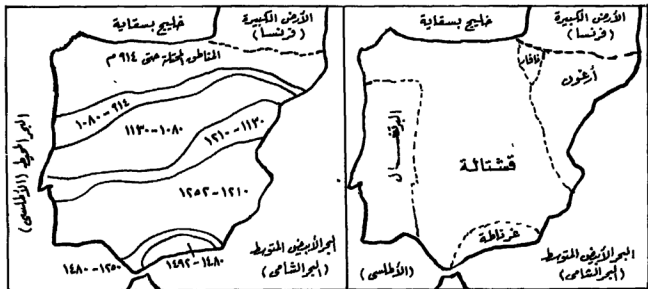 الأرض الكبيرة
(فرنسا)
خليج بسقاية
المناطق المحتلة حتى ٩١٤ م
٩١٤-١٠٨٠
١٠٨٠-١١٣٠
١١٣٠-١٢١٠
١٢١٠-١٢٥٢
١٢٥٠-١٤٨٠
١٤٨٠-١٤٩٢
البحر المحيط (الأطلسي)
البحر الأبيض المتوسط
(البحر الشامي)
الأرض الكبيرة
(فرنسا)
خليج بسقاية
نافار
أرغون
البرتغال
قشتالة
غرناطة
(الأطلسي)
البحر الأبيض المتوسط
(البحر الشامي)